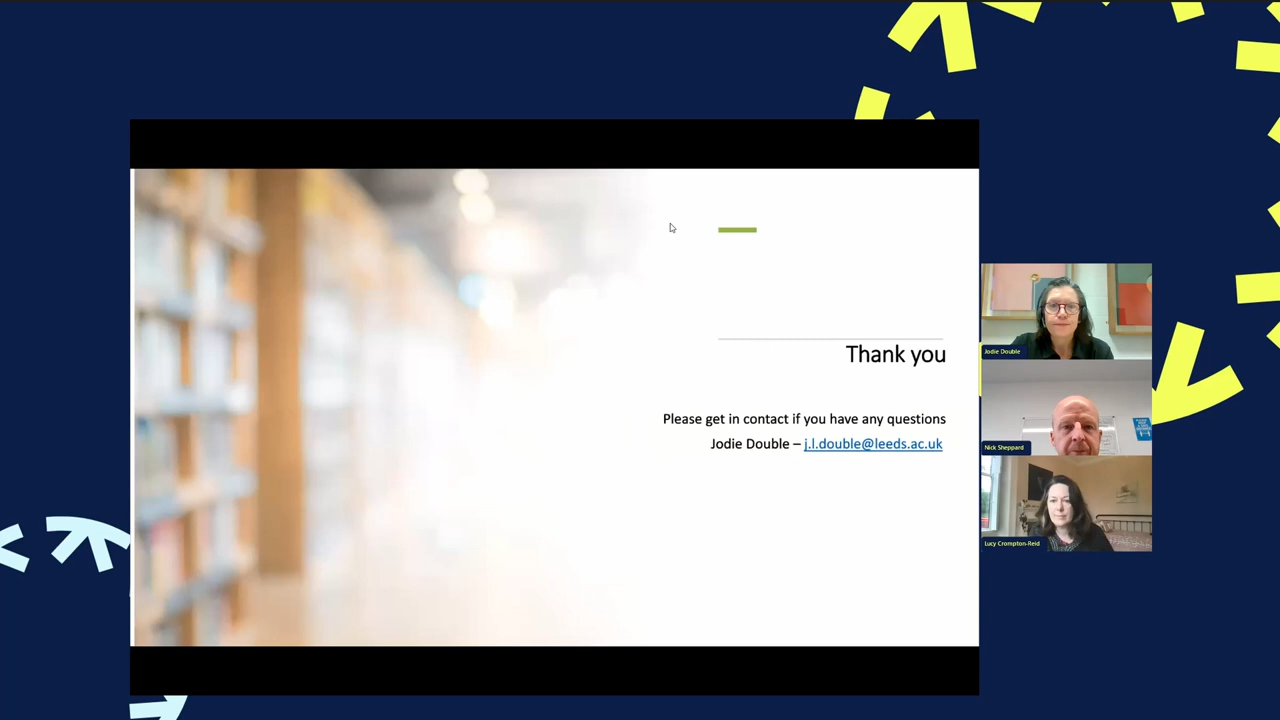 Thank you
Please get in contact if you have any questions
Jodie Double – j.l.double@leeds.ac.uk
Jodie Double
Nick Sheppard
Lucy Crompton-Reid